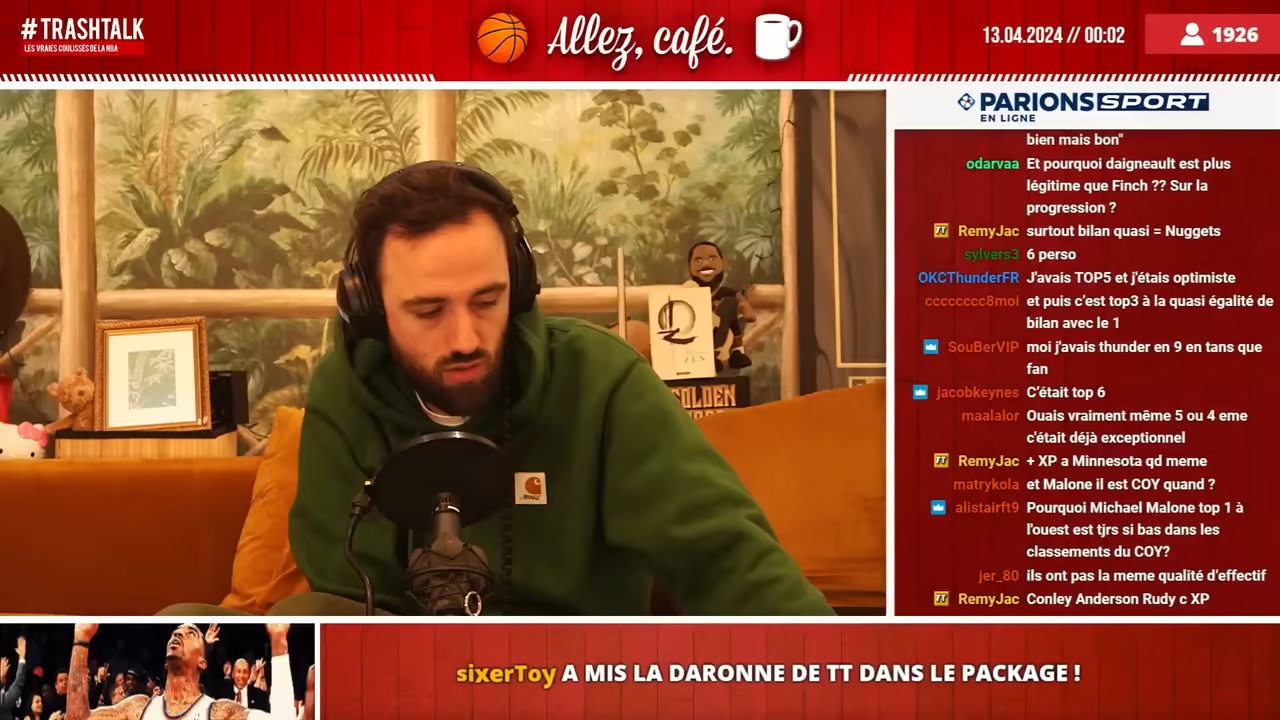 #TRASHTALK
LES VRAIES COULISSES DE LA NBA
Allez, café.
13.04.2024 // 00:02
1926
PARIONS SPORT
EN LIGNE
bien mais bon"
odarvaa Et pourquoi daigneault est plus
légitime que Finch ?? Sur la
progression ?
TT RemyJac surtout bilan quasi = Nuggets
sylvers3 6 perso
OKCThunderFR J'avais TOP5 et j'étais optimiste
cccccccc8moi et puis c'est top3 à la quasi égalité de
bilan avec le 1
SouBerVIP moi j'avais thunder en 9 en tans que
fan
jacobkeynes C'était top 6
maalalor Ouais vraiment même 5 ou 4 eme
c'était déjà exceptionnel
TT RemyJac + XP a Minnesota qd meme
matrykola et Malone il est COY quand ?
alistairft9 Pourquoi Michael Malone top 1 à
l'ouest est tjrs si bas dans les
classements du COY?
jer_80 ils ont pas la meme qualité d'effectif
TT RemyJac Conley Anderson Rudy c XP
ZEN
GOLDEN
sixerToy A MIS LA DARONNE DE TT DANS LE PACKAGE !